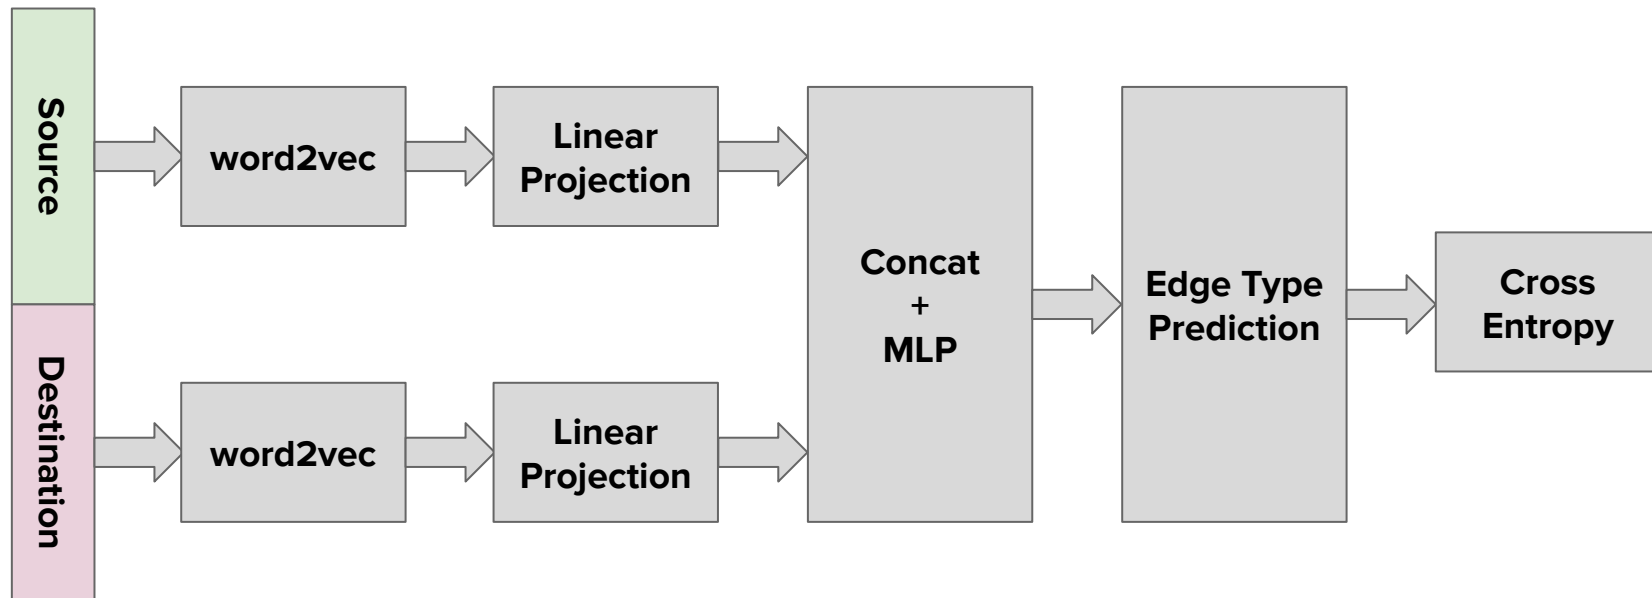 Source
word2vec
Linear
Projection
Destination
word2vec
Linear
Projection
Concat
+
MLP
Edge Type
Prediction
Cross
Entropy